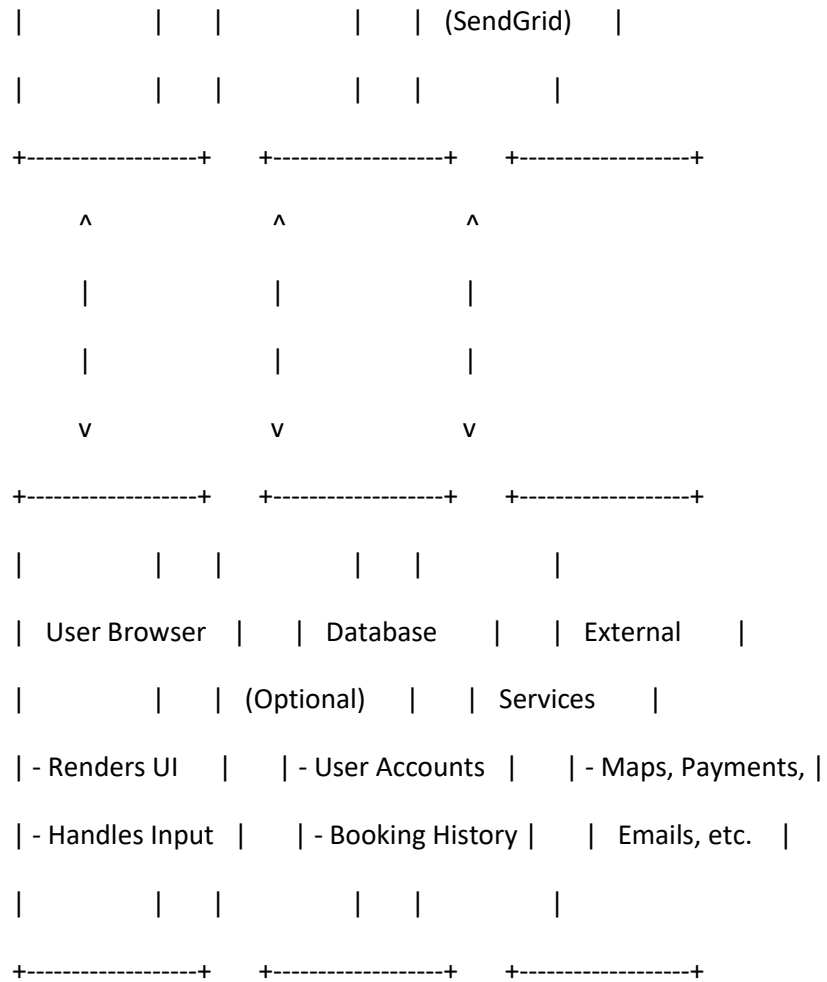 |                |     |                |     |  (SendGrid)     |
|                |     |                |     |                |
+-------------------+     +-------------------+     +-------------------+
^                     ^                     ^
|                     |                     |
|                     |                     |
v                     v                     v
+-------------------+     +-------------------+     +-------------------+
|                |     |                |     |                |
|   User Browser   |      |  Database      |     |  External      |
|                |     |  (Optional)     |      |  Services      |
| - Renders UI     |      | - User Accounts  |      | - Maps, Payments, |
| - Handles Input   |      | - Booking History |      |   Emails, etc.   |
|                |     |                |     |                |
+-------------------+     +-------------------+     +-------------------+